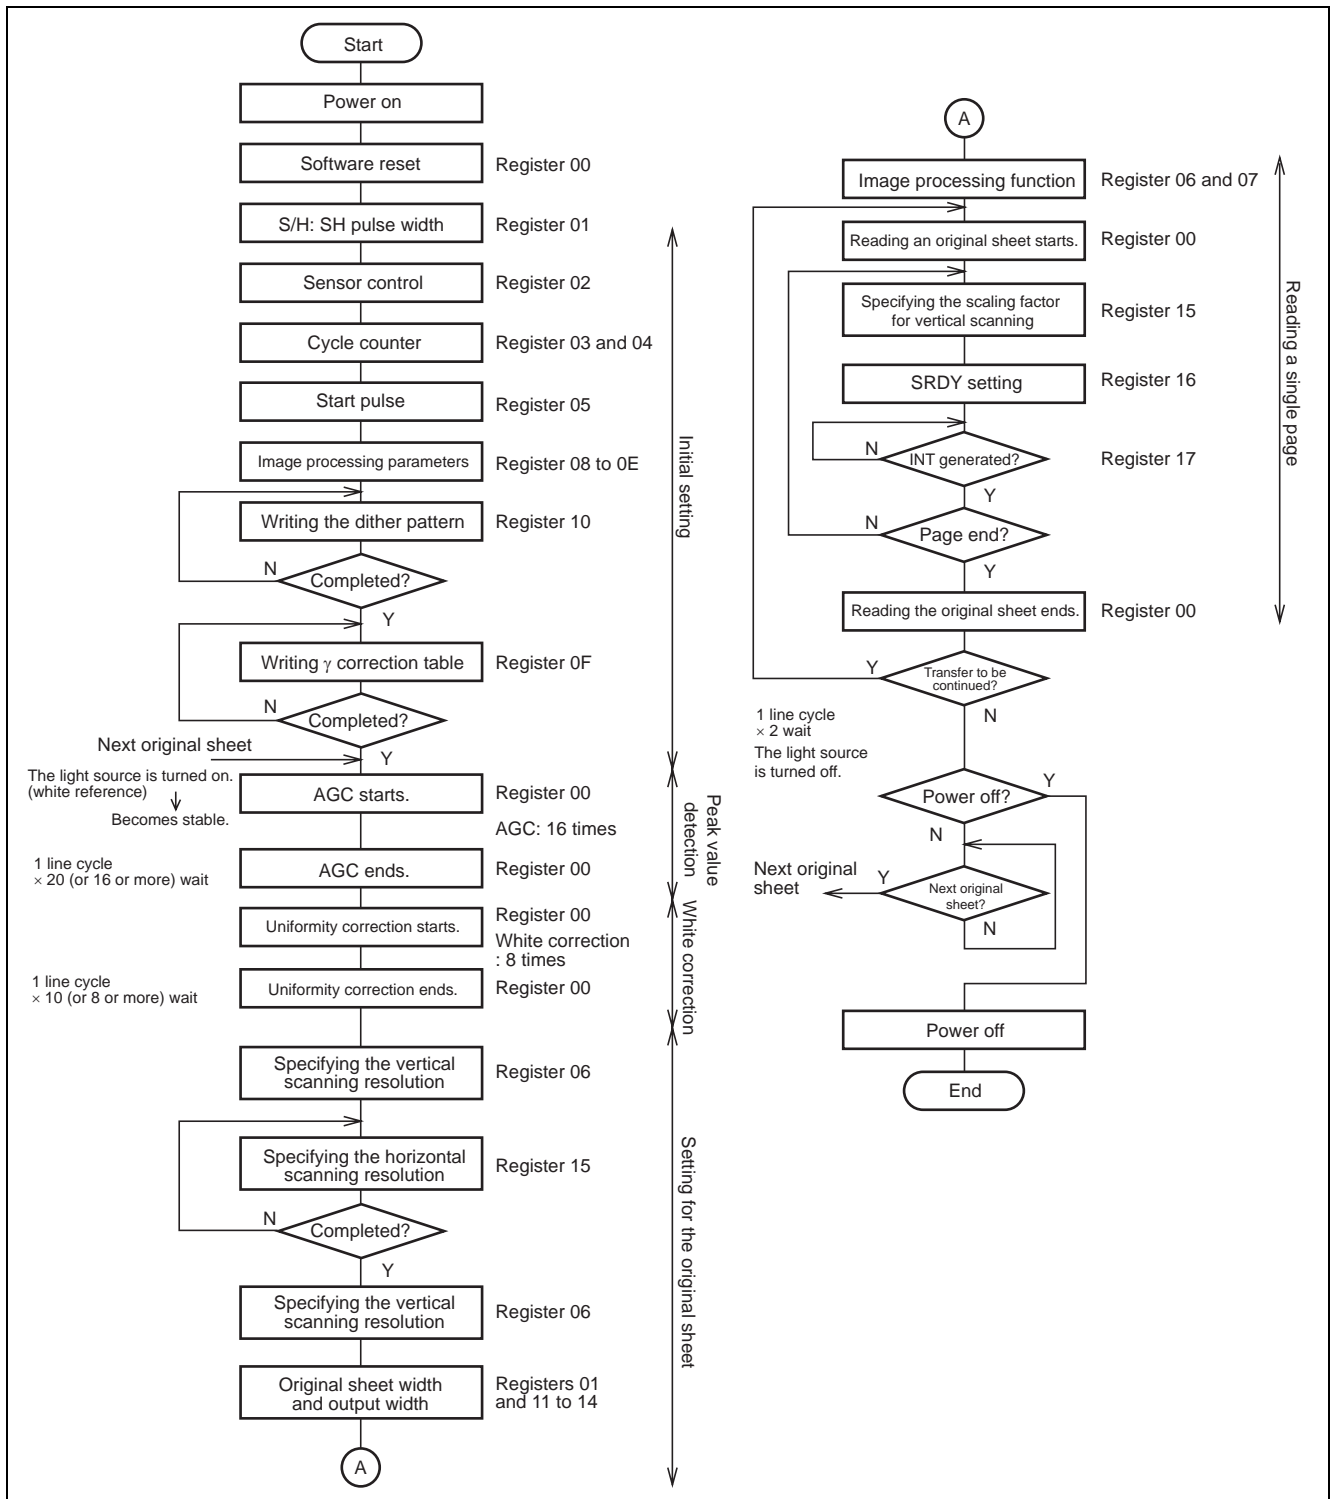 Start
Power on
Software reset
Register 00
S/H: SH pulse width
Register 01
Sensor control
Register 02
Cycle counter
Register 03 and 04
Start pulse
Register 05
Image processing parameters
Register 08 to 0E
Writing the dither pattern
Register 10
N
Completed?
Y
Writing γ correction table
Register 0F
N
Completed?
Y
Next original sheet
The light source is turned on.
(white reference)
Becomes stable.
AGC starts.
Register 00
AGC: 16 times
1 line cycle
× 20 (or 16 or more) wait
AGC ends.
Register 00
Uniformity correction starts.
Register 00
White correction
: 8 times
1 line cycle
× 10 (or 8 or more) wait
Uniformity correction ends.
Register 00
Specifying the vertical
scanning resolution
Register 06
Specifying the horizontal
scanning resolution
Register 15
N
Completed?
Y
Specifying the vertical
scanning resolution
Register 06
Original sheet width
and output width
Registers 01
and 11 to 14
A
Initial setting
Peak value
detection
White correction
Setting for the original sheet
A
Image processing function
Register 06 and 07
Reading an original sheet starts.
Register 00
Specifying the scaling factor
for vertical scanning
Register 15
SRDY setting
Register 16
N
INT generated?
Register 17
Y
N
Page end?
Y
Reading the original sheet ends.
Register 00
Reading a single page
Y
Transfer to be
continued?
N
1 line cycle
× 2 wait
The light source
is turned off.
Power off?
Y
N
Next original
sheet
Y
Next original
sheet?
N
Power off
End